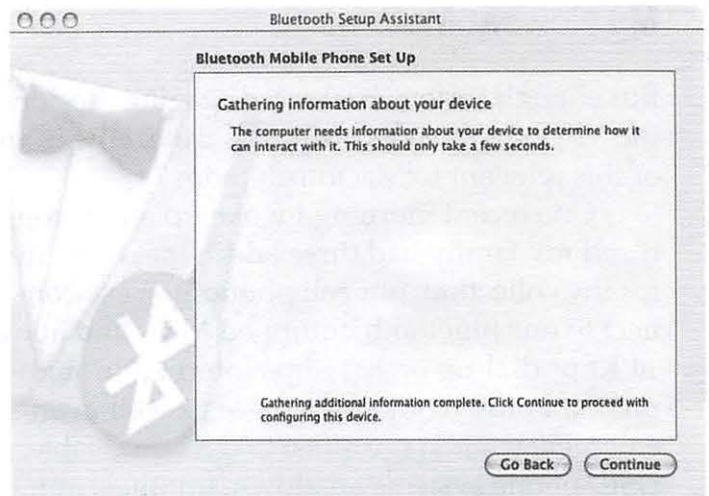 Bluetooth Setup Assistant
Bluetooth Mobile Phone Set Up
Gathering information about your device
The computer needs information about your device to determine how it
can interact with it. This should only take a few seconds.
Gathering additional information complete. Click Continue to proceed with
configuring this device.
Go Back
Continue